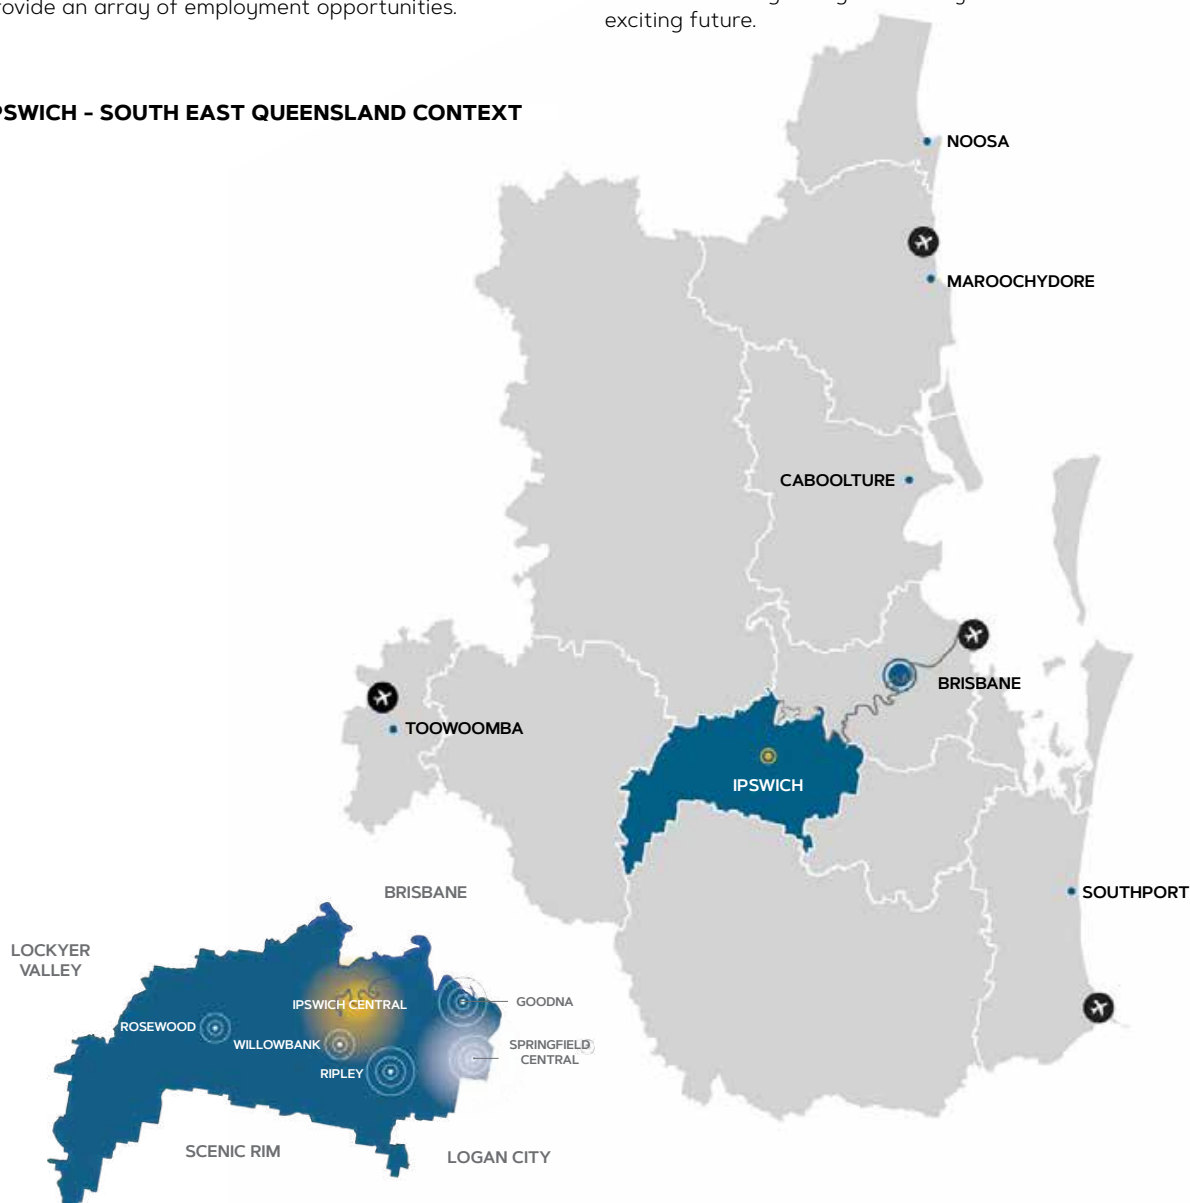 rovide an array of employment opportunities.
exciting future.
PSWICH - SOUTH EAST QUEENSLAND CONTEXT
NOOSA
MAROOCHYDORE
CABOOLTURE
BRISBANE
TOOWOOMBA
IPSWICH
SOUTHPORT
BRISBANE
LOCKYER
VALLEY
IPSWICH CENTRAL
GOODNA
ROSEWOOD
WILLOWBANK
SPRINGFIELD
CENTRAL
RIPLEY
SCENIC RIM
LOGAN CITY